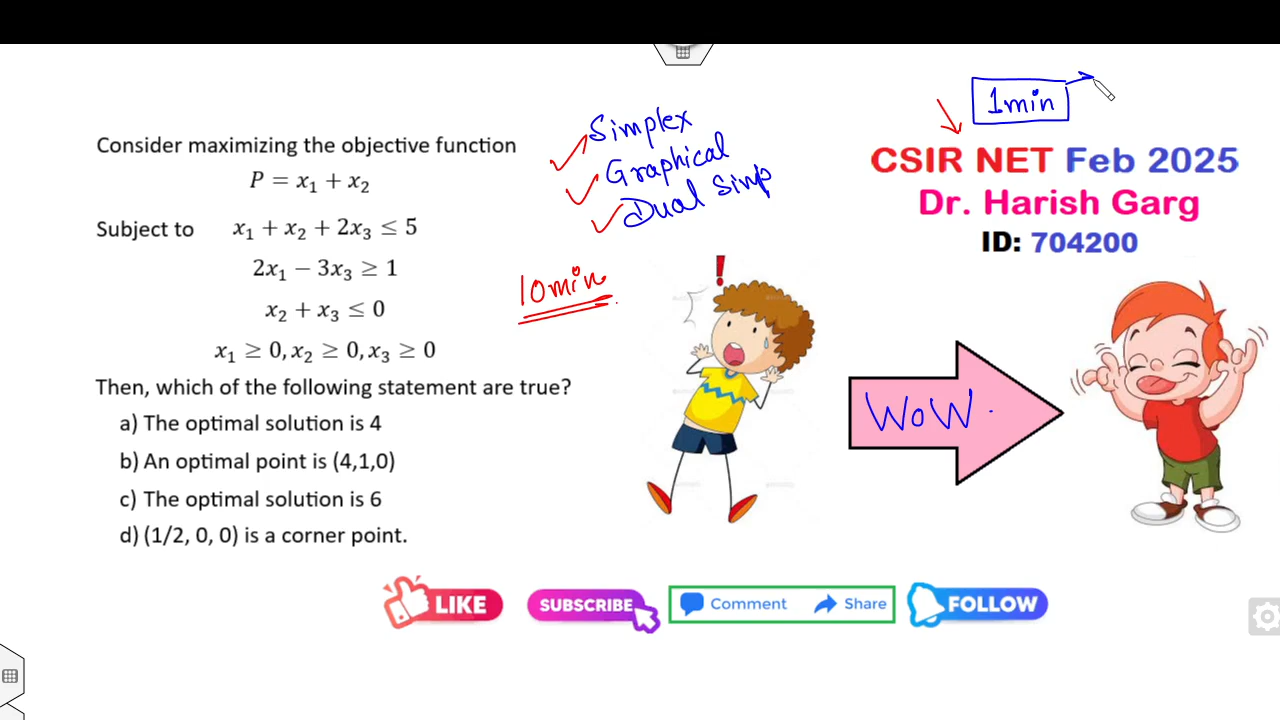 1min
Simplex
Graphical
Dual Simp
Consider maximizing the objective function
P = x₁ + x₂
Subject to x₁ + x₂ + 2x₃ ≤ 5
2x₁ − 3x₃ ≥ 1
x₂ + x₃ ≤ 0
x₁ ≥ 0, x₂ ≥ 0, x₃ ≥ 0
10min
Then, which of the following statement are true?
a) The optimal solution is 4
b) An optimal point is (4,1,0)
c) The optimal solution is 6
d) (1/2, 0, 0) is a corner point.
CSIR NET Feb 2025
Dr. Harish Garg
ID: 704200
!
WoW.
LIKE
SUBSCRIBE
Comment
Share
FOLLOW